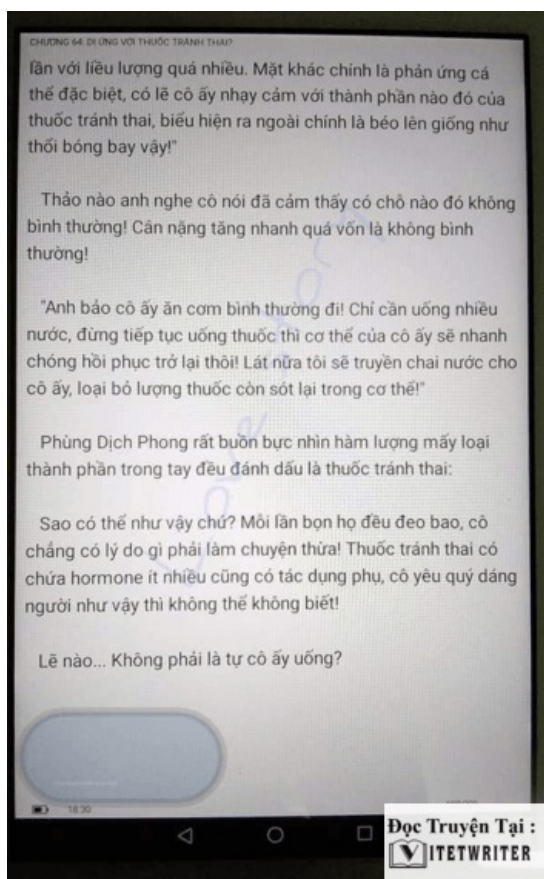 CHƯƠNG 64: DỊ ỨNG VỚI THUỐC TRÁNH THAI?
lần với liều lượng quá nhiều. Mặt khác chính là phản ứng cá
thể đặc biệt, có lẽ cô ấy nhạy cảm với thành phần nào đó của
thuốc tránh thai, biểu hiện ra ngoài chính là béo lên giống như
thổi bóng bay vậy!"
Thảo nào anh nghe cô nói đã cảm thấy có chỗ nào đó không
bình thường! Cân nặng tăng nhanh quá vốn là không bình
thường!
"Anh bảo cô ấy ăn cơm bình thường đi! Chỉ cần uống nhiều
nước, đừng tiếp tục uống thuốc thì cơ thể của cô ấy sẽ nhanh
chóng hồi phục trở lại thôi! Lát nữa tôi sẽ truyền chai nước cho
cô ấy, loại bỏ lượng thuốc còn sót lại trong cơ thể!"
Phùng Dịch Phong rất buồn bực nhìn hàm lượng mấy loại
thành phần trong tay đều đánh dấu là thuốc tránh thai:
Sao có thể như vậy chứ? Mỗi lần bọn họ đều đeo bao, cô
chẳng có lý do gì phải làm chuyện thừa! Thuốc tránh thai có
chứa hormone ít nhiều cũng có tác dụng phụ, cô yêu quý dáng
người như vậy thì không thể không biết!
Lẽ nào... Không phải là tự cô ấy uống?
Love Story
18:30
Đọc Truyện Tại :
VITETWRITER